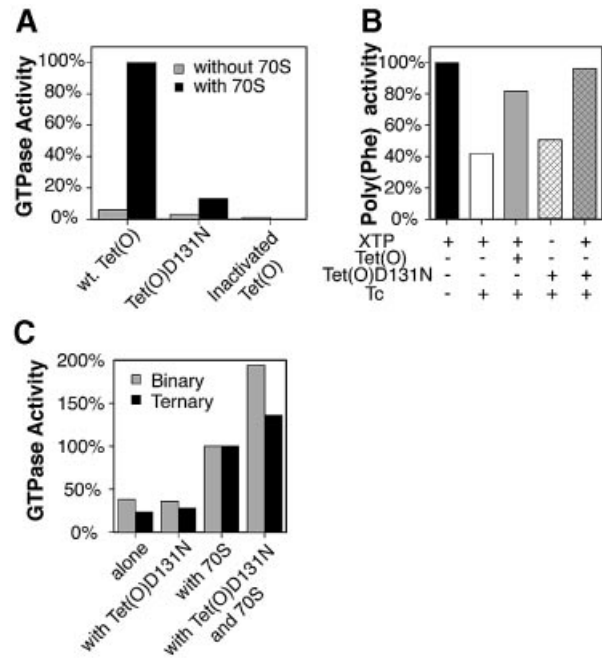 A
GTPase Activity
100%
80%
60%
40%
20%
0%
without 70S
with 70S
wt. Tet(O)
Tet(O)D131N
Inactivated
Tet(O)
B
Poly(Phe) activity
100%
80%
60%
40%
20%
0%
XTP + + + - +
Tet(O) - - + - -
Tet(O)D131N - - - + +
Tc - + + + +
C
GTPase Activity
200%
150%
100%
50%
0%
Binary
Ternary
alone
with Tet(O)D131N
with 70S
with Tet(O)D131N
and 70S